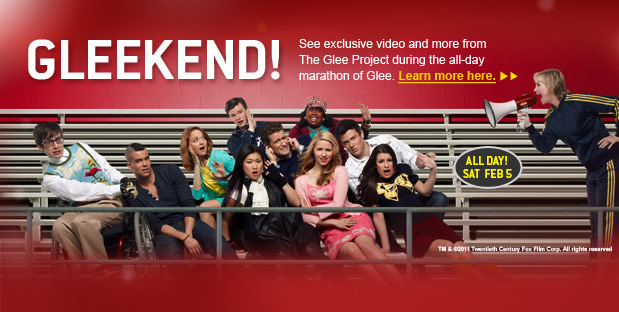 GLEEKEND!
See exclusive video and more from
The Glee Project during the all-day
marathon of Glee. Learn more here.
ALL DAY!
SAT FEB 5
TM & ©2011 Twentieth Century Fox Film Corp. All rights reserved